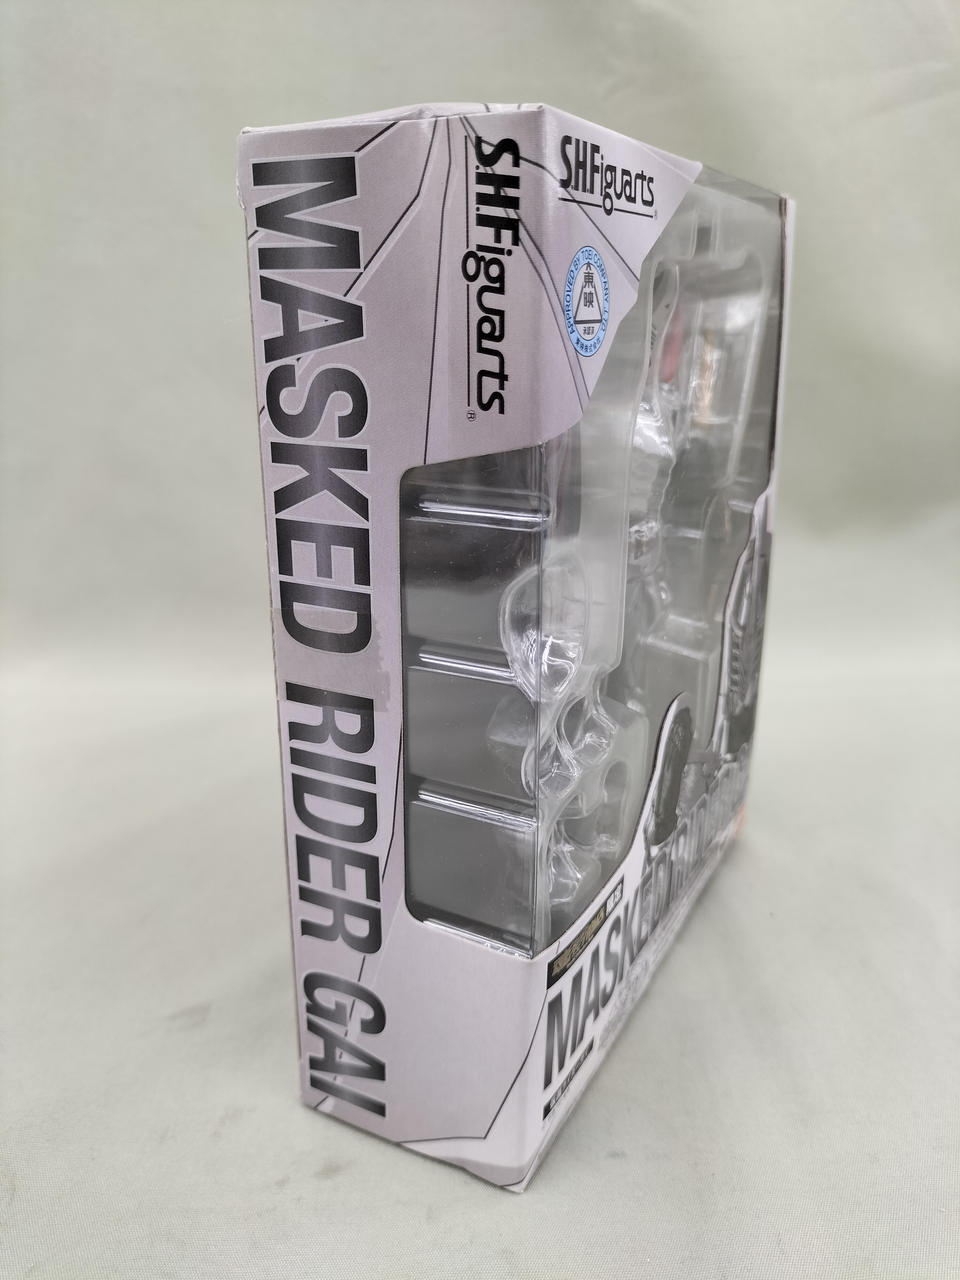 MASKED RIDER GAI
S.H.Figuarts
®
S.H.Figuarts
®
APPROVED BY TOEI COMPANY, LTD.
東映
MASKED RIDER